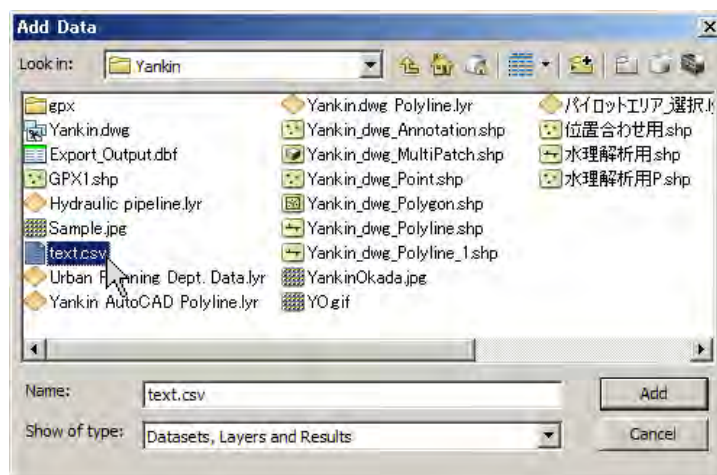 Add Data
Look in: Yankin
gpx
Yankin.dwg
Export_Output.dbf
GPX1.shp
Hydraulic pipeline.lyr
Sample.jpg
text.csv
Urban Planning Dept. Data.lyr
Yankin AutoCAD Polyline.lyr
Yankin.dwg Polyline.lyr
Yankin_dwg_Annotation.shp
Yankin_dwg_MultiPatch.shp
Yankin_dwg_Point.shp
Yankin_dwg_Polygon.shp
Yankin_dwg_Polyline.shp
Yankin_dwg_Polyline_1.shp
YankinOkada.jpg
YO.gif
パイロットエリア_選択.l
位置合わせ用.shp
水理解析用.shp
水理解析用P.shp
Name: text.csv Add
Show of type: Datasets, Layers and Results Cancel